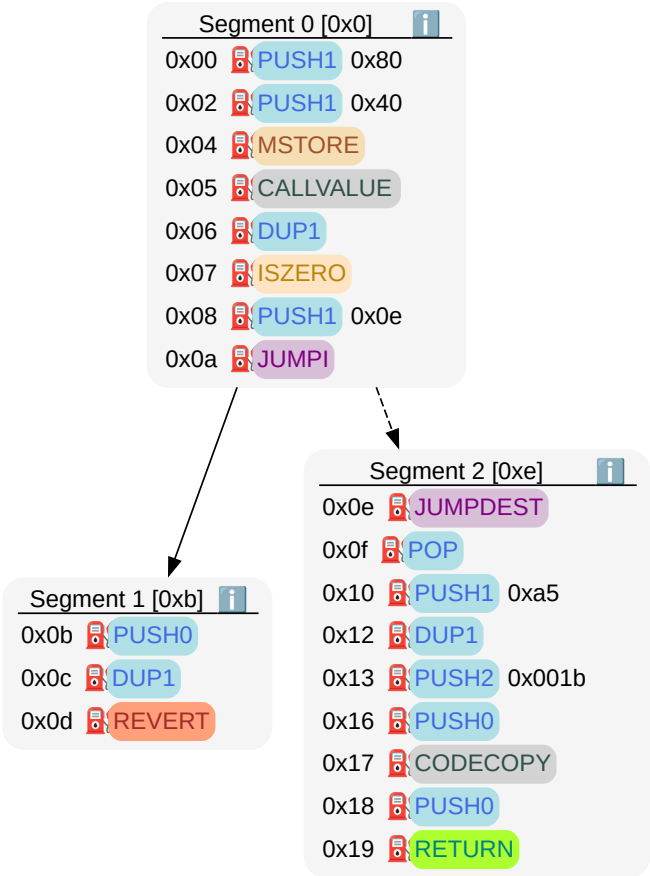 Segment 0 [0x0] ℹ️
0x00 ⛽PUSH1 0x80
0x02 ⛽PUSH1 0x40
0x04 ⛽MSTORE
0x05 ⛽CALLVALUE
0x06 ⛽DUP1
0x07 ⛽ISZERO
0x08 ⛽PUSH1 0x0e
0x0a ⛽JUMPI
Segment 1 [0xb] ℹ️
0x0b ⛽PUSH0
0x0c ⛽DUP1
0x0d ⛽REVERT
Segment 2 [0xe] ℹ️
0x0e ⛽JUMPDEST
0x0f ⛽POP
0x10 ⛽PUSH1 0xa5
0x12 ⛽DUP1
0x13 ⛽PUSH2 0x001b
0x16 ⛽PUSH0
0x17 ⛽CODECOPY
0x18 ⛽PUSH0
0x19 ⛽RETURN